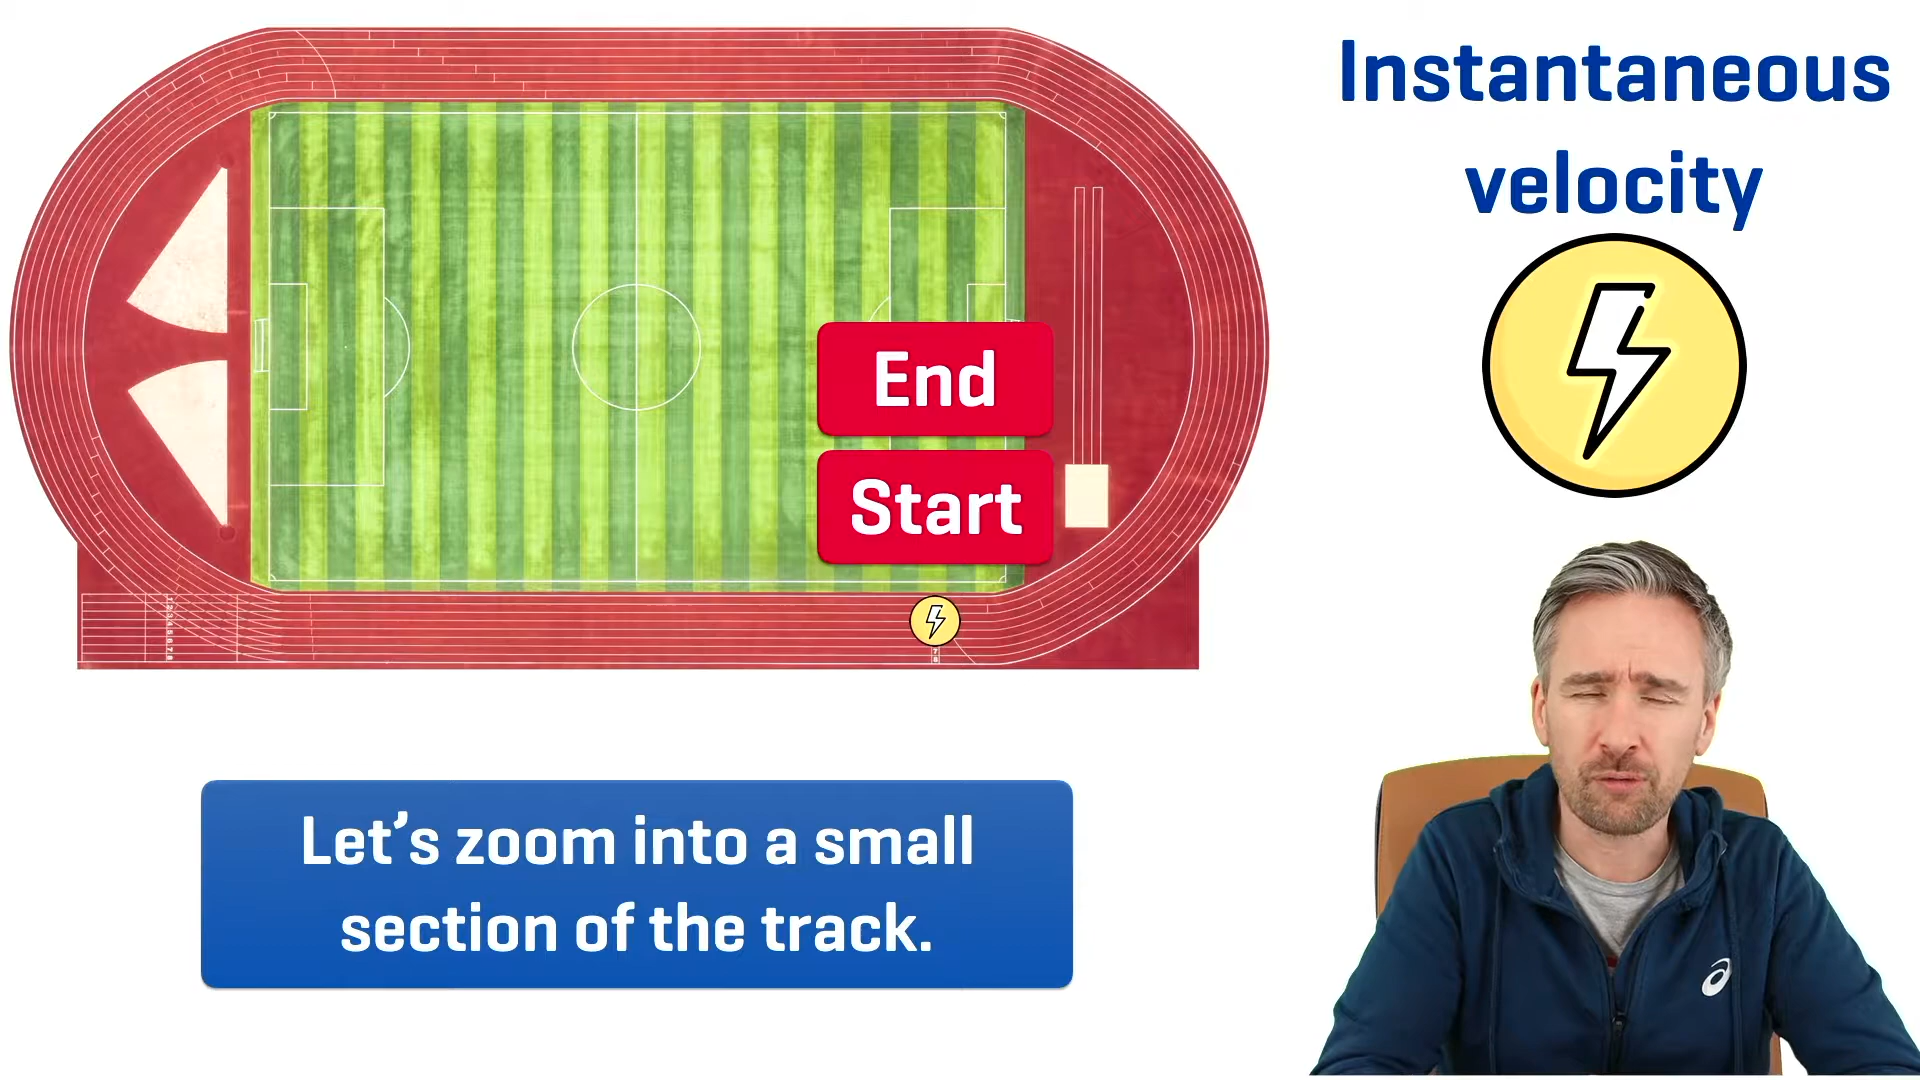 Instantaneous
velocity
End
Start
Let’s zoom into a small
section of the track.